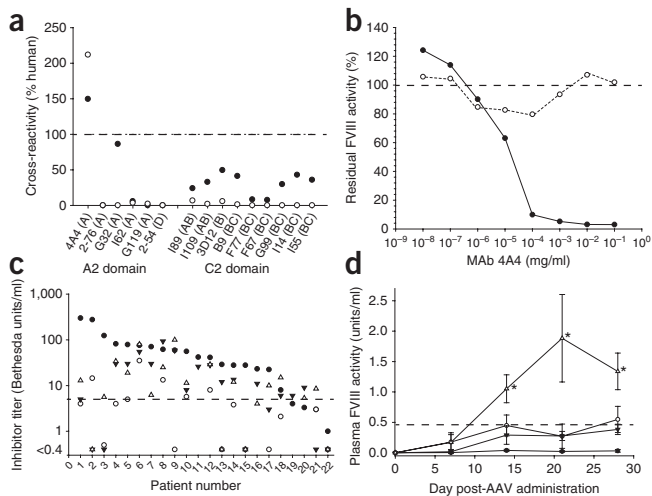 a
Cross-reactivity (% human)
250
200
150
100
50
0
4A4 (A)
2-76 (A)
G32 (A)
I62 (A)
G119 (A)
2-54 (D)
I89 (AB)
I109 (AB)
3D12 (B)
B9 (BC)
F77 (BC)
F67 (BC)
G99 (BC)
I14 (BC)
I55 (BC)
A2 domain
C2 domain
b
Residual FVIII activity (%)
140
120
100
80
60
40
20
0
10⁻⁹ 10⁻⁸ 10⁻⁷ 10⁻⁶ 10⁻⁵ 10⁻⁴ 10⁻³ 10⁻² 10⁻¹ 10⁰
MAb 4A4 (mg/ml)
c
Inhibitor titer (Bethesda units/ml)
1,000
100
10
1
<0.4
0 1 2 3 4 5 6 7 8 9 10 11 12 13 14 15 16 17 18 19 20 21 22
Patient number
d
Plasma FVIII activity (units/ml)
2.5
2.0
1.5
1.0
0.5
0.0
* * *
0 5 10 15 20 25 30
Day post-AAV administration